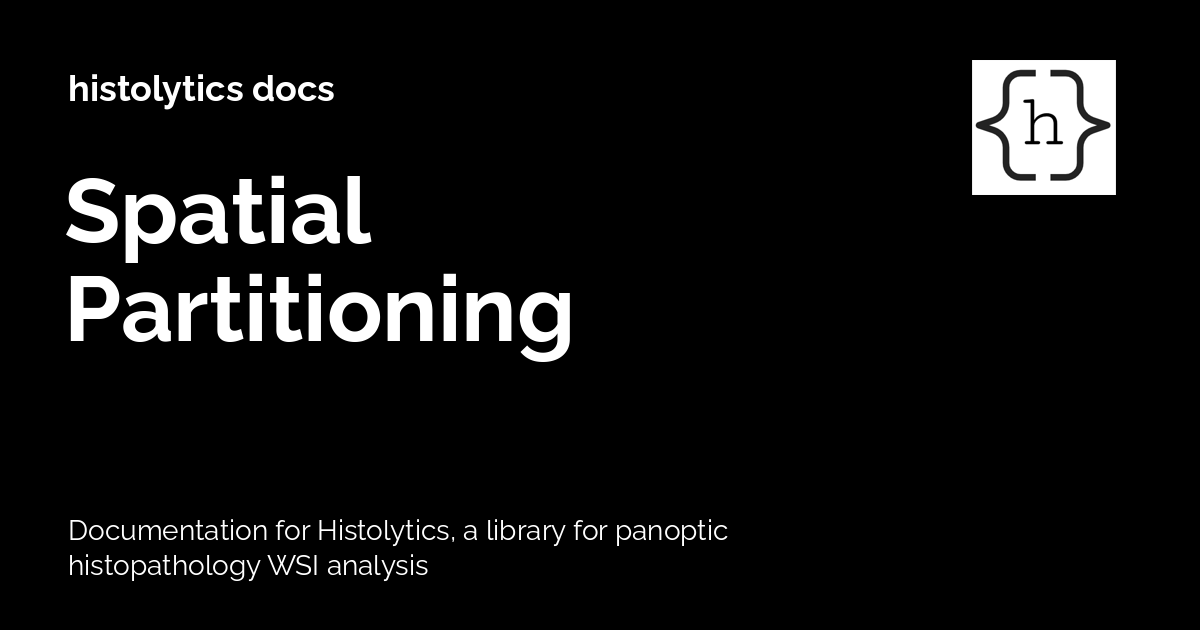 histolytics docs
{h}
Spatial
Partitioning
Documentation for Histolytics, a library for panoptic
histopathology WSI analysis